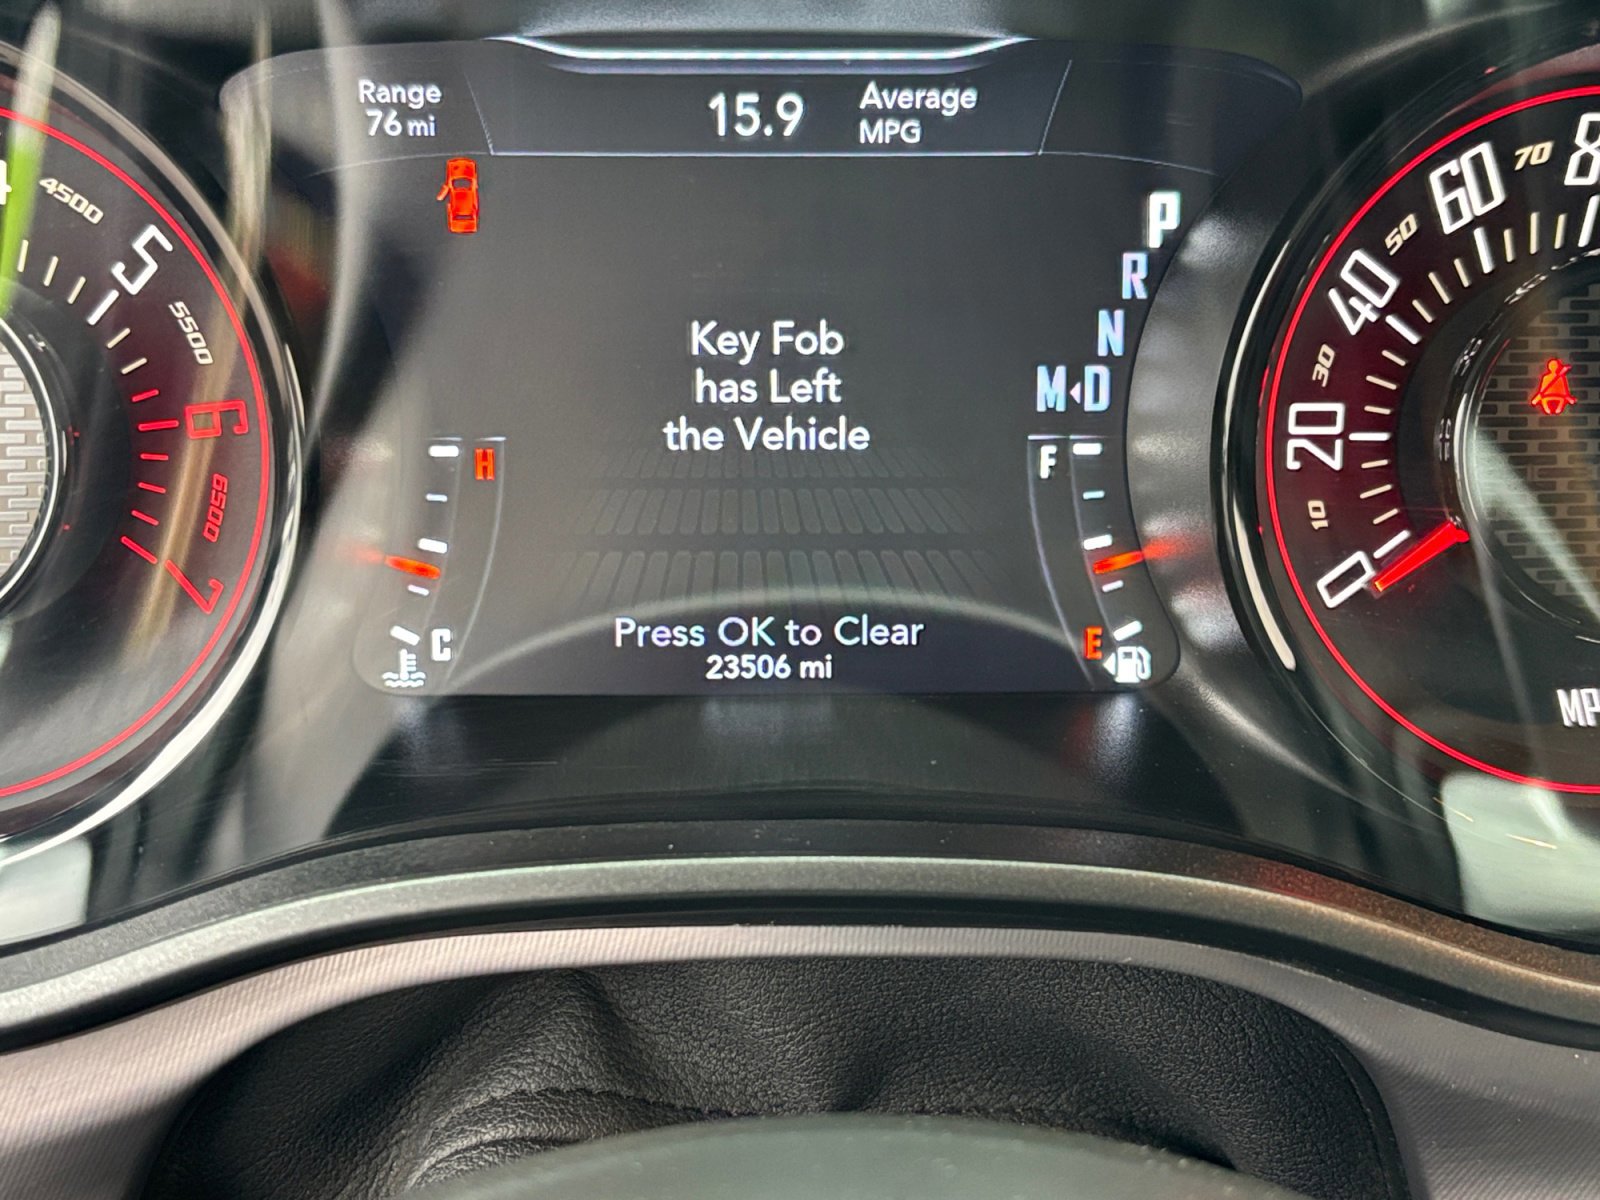 Range
76 mi
15.9
Average
MPG
P
R
N
M◂D
Key Fob
has Left
the Vehicle
H
C
F
E
Press OK to Clear
23506 mi
4500
5
5500
6
6500
7
0
10
20
30
40
50
60
70